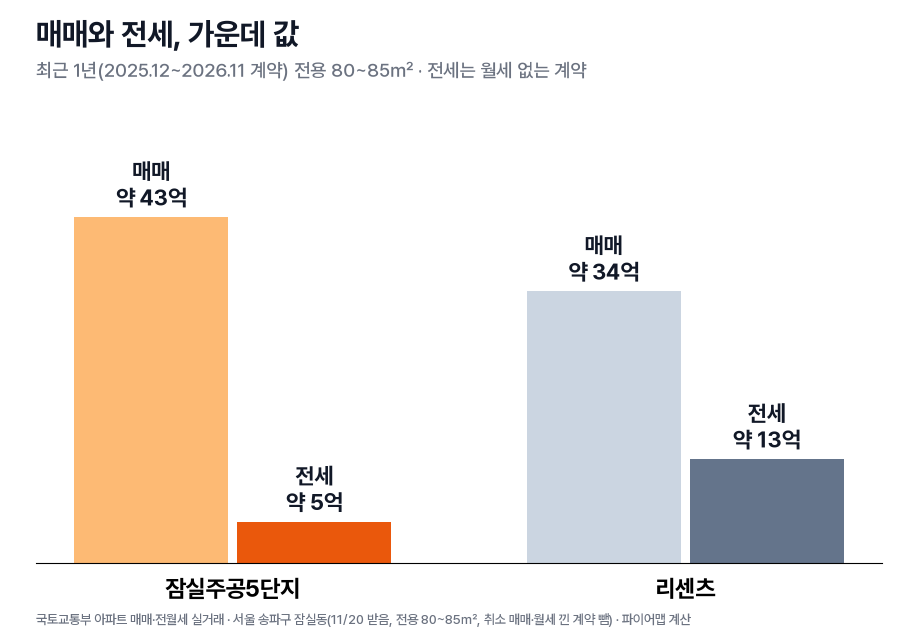 매매와 전세, 가운데 값
최근 1년(2025.12~2026.11 계약) 전용 80~85m² · 전세는 월세 없는 계약
매매
약 43억
매매
약 34억
전세
약 5억
전세
약 13억
잠실주공5단지
리센츠
국토교통부 아파트 매매·전월세 실거래 · 서울 송파구 잠실동(11/20 받음, 전용 80~85m², 취소 매매·월세 낀 계약 뺌) · 파이어맵 계산